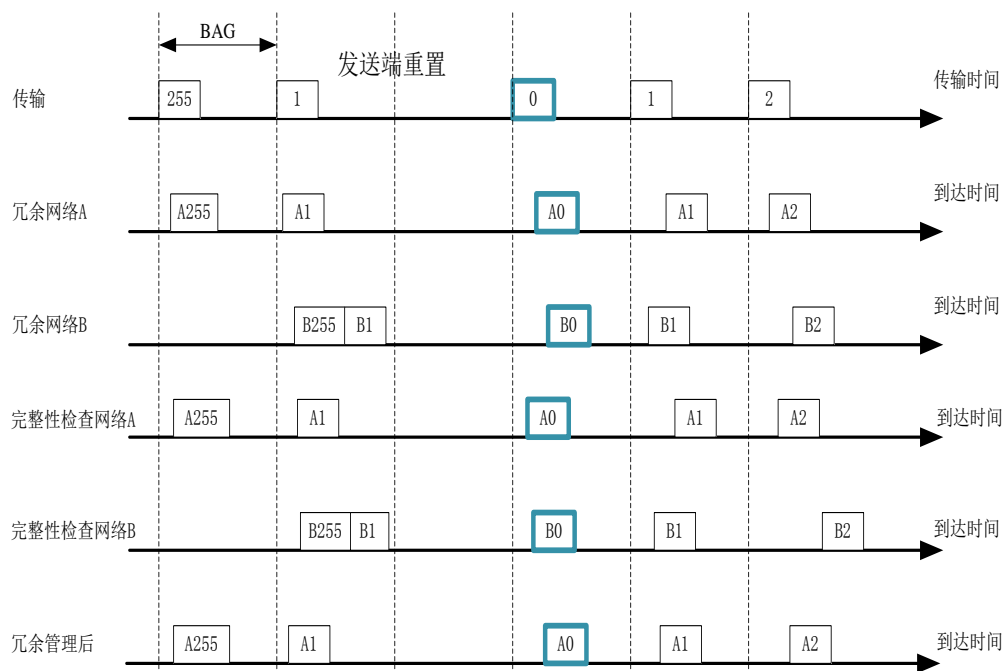 BAG
发送端重置
传输 255 1 0 1 2 传输时间
冗余网络A A255 A1 A0 A1 A2 到达时间
冗余网络B B255 B1 B0 B1 B2 到达时间
完整性检查网络A A255 A1 A0 A1 A2 到达时间
完整性检查网络B B255 B1 B0 B1 B2 到达时间
冗余管理后 A255 A1 A0 A1 A2 到达时间